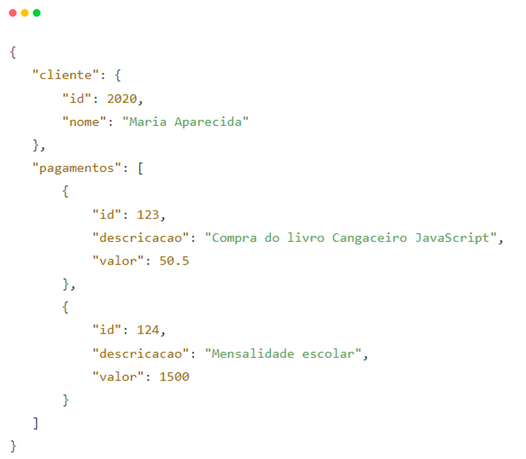 {
    "cliente": {
        "id": 2020,
        "nome": "Maria Aparecida"
    },
    "pagamentos": [
        {
            "id": 123,
            "descricacao": "Compra do livro Cangaceiro JavaScript",
            "valor": 50.5
        },
        {
            "id": 124,
            "descricacao": "Mensalidade escolar",
            "valor": 1500
        }
    ]
}